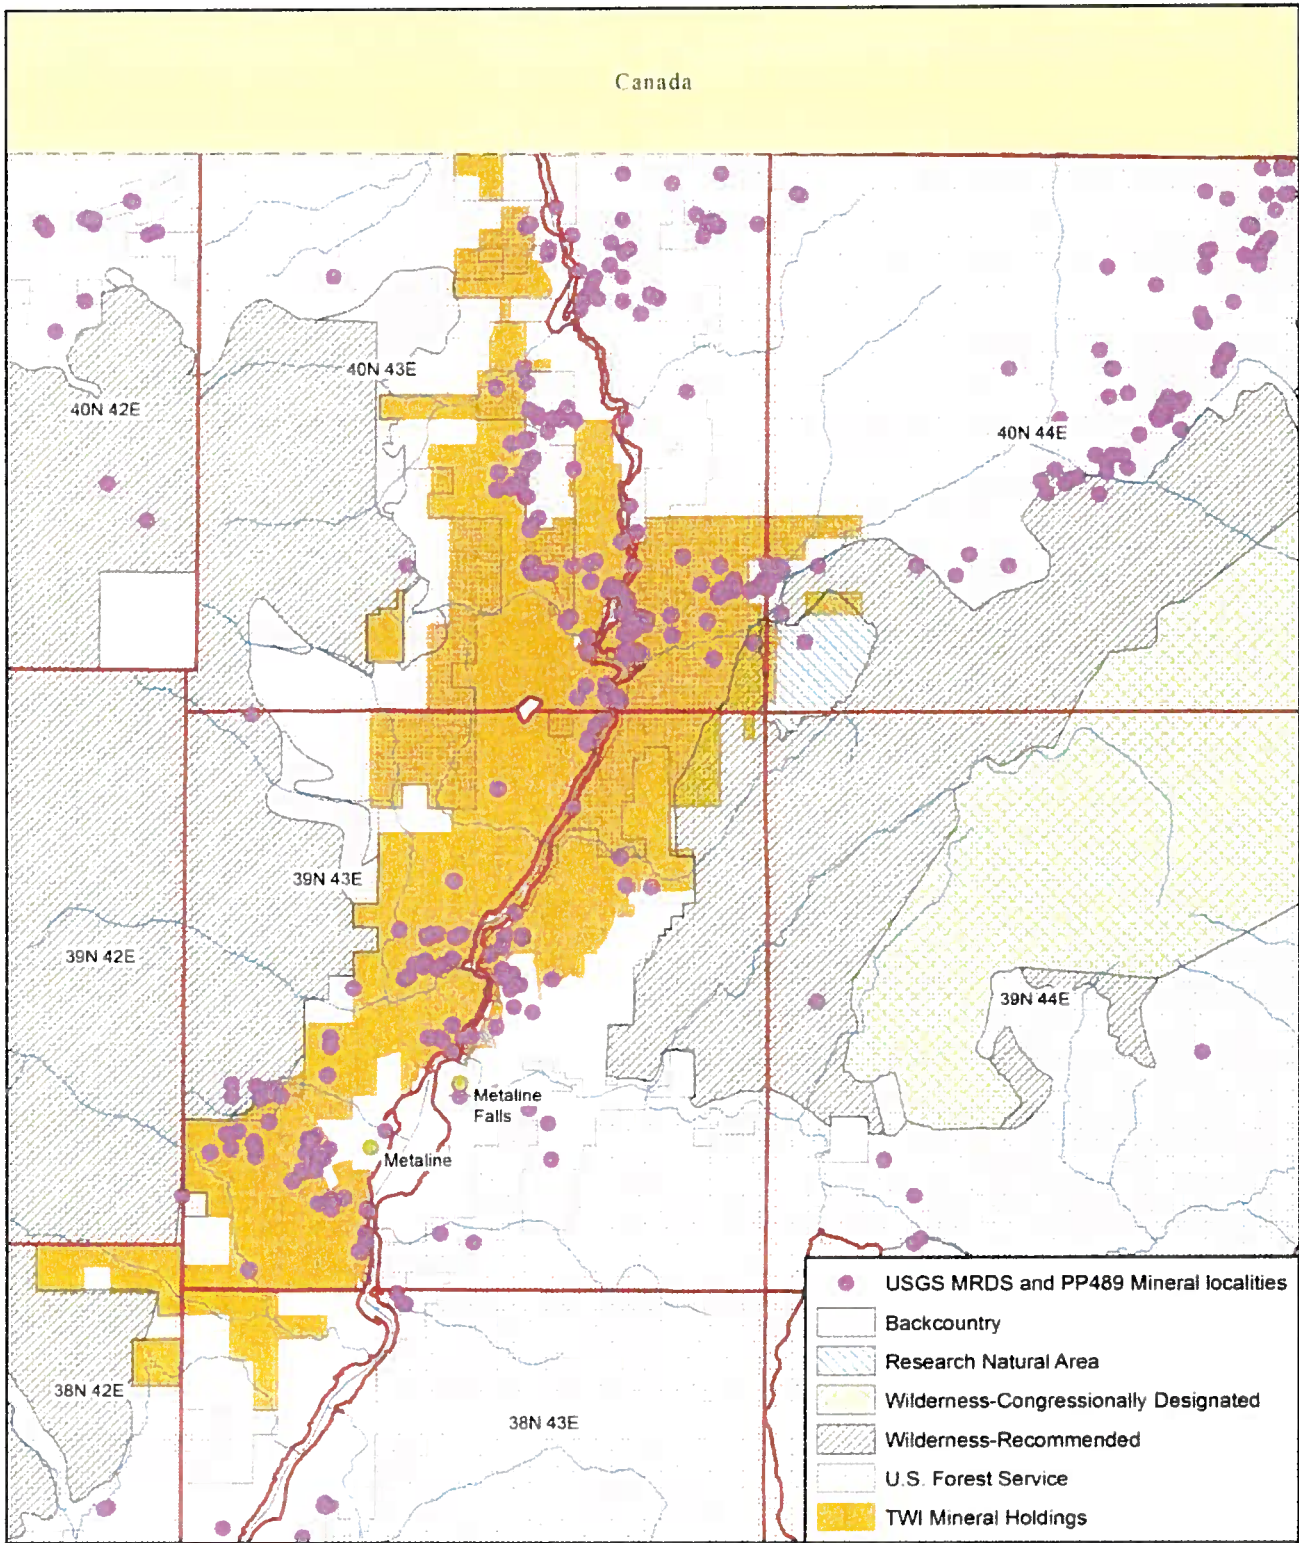 Canada
40N 43E
40N 42E
40N 44E
39N 43E
39N 42E
39N 44E
Metaline
Falls
Metaline
38N 42E
38N 43E
USGS MRDS and PP489 Mineral localities
Backcountry
Research Natural Area
Wilderness-Congressionally Designated
Wilderness-Recommended
U.S. Forest Service
TWI Mineral Holdings